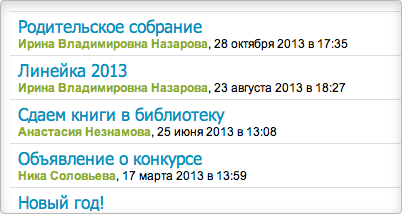 Родительское собрание
Ирина Владимировна Назарова, 28 октября 2013 в 17:35
Линейка 2013
Ирина Владимировна Назарова, 23 августа 2013 в 18:27
Сдаем книги в библиотеку
Анастасия Незнамова, 25 июня 2013 в 13:08
Объявление о конкурсе
Ника Соловьева, 17 марта 2013 в 13:59
Новый год!